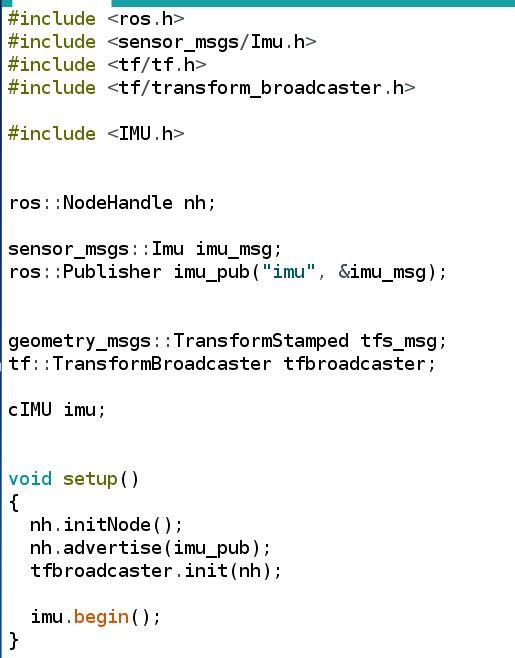 #include <ros.h>
#include <sensor_msgs/Imu.h>
#include <tf/tf.h>
#include <tf/transform_broadcaster.h>
#include <IMU.h>
ros::NodeHandle nh;
sensor_msgs::Imu imu_msg;
ros::Publisher imu_pub("imu", &imu_msg);
geometry_msgs::TransformStamped tfs_msg;
tf::TransformBroadcaster tfbroadcaster;
cIMU imu;
void setup()
{
  nh.initNode();
  nh.advertise(imu_pub);
  tfbroadcaster.init(nh);
  imu.begin();
}